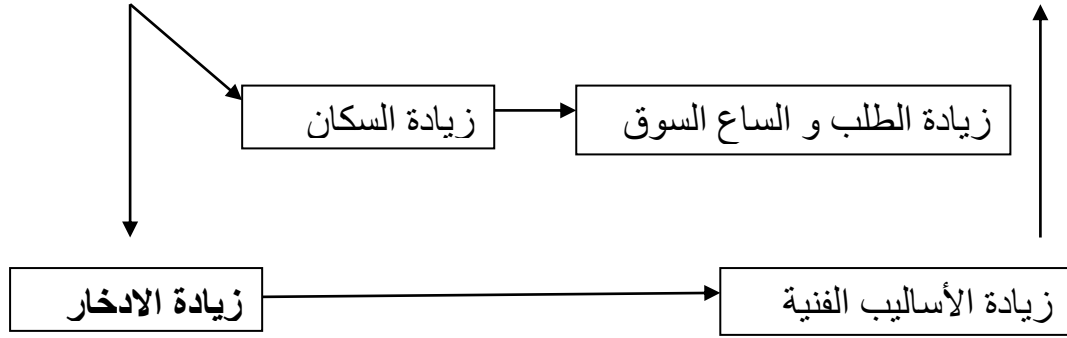 زيادة السكان
زيادة الطلب و الساع السوق
زيادة الادخار
زيادة الأساليب الفنية